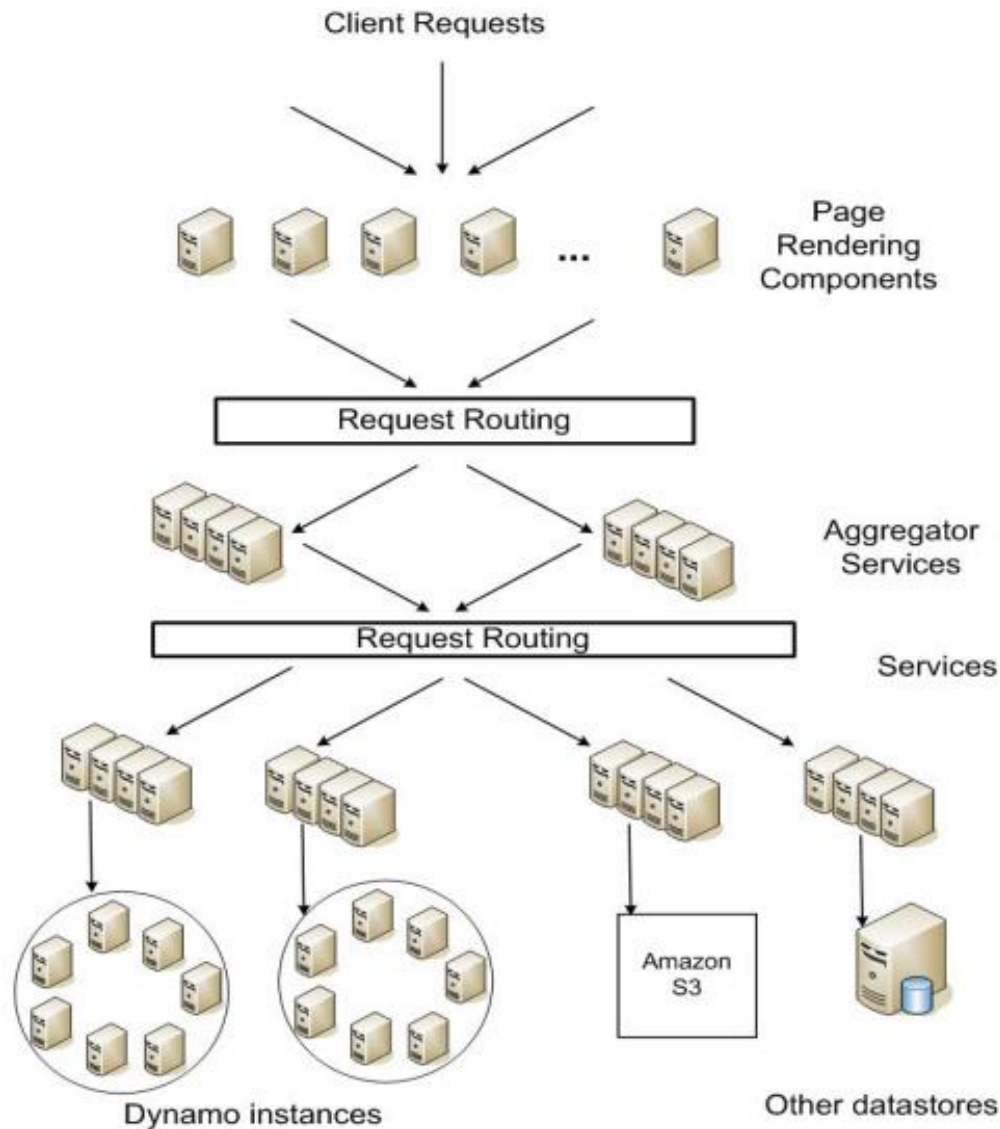 Client Requests
Page
Rendering
Components
...
Request Routing
Aggregator
Services
Request Routing
Services
Amazon
S3
Dynamo instances
Other datastores